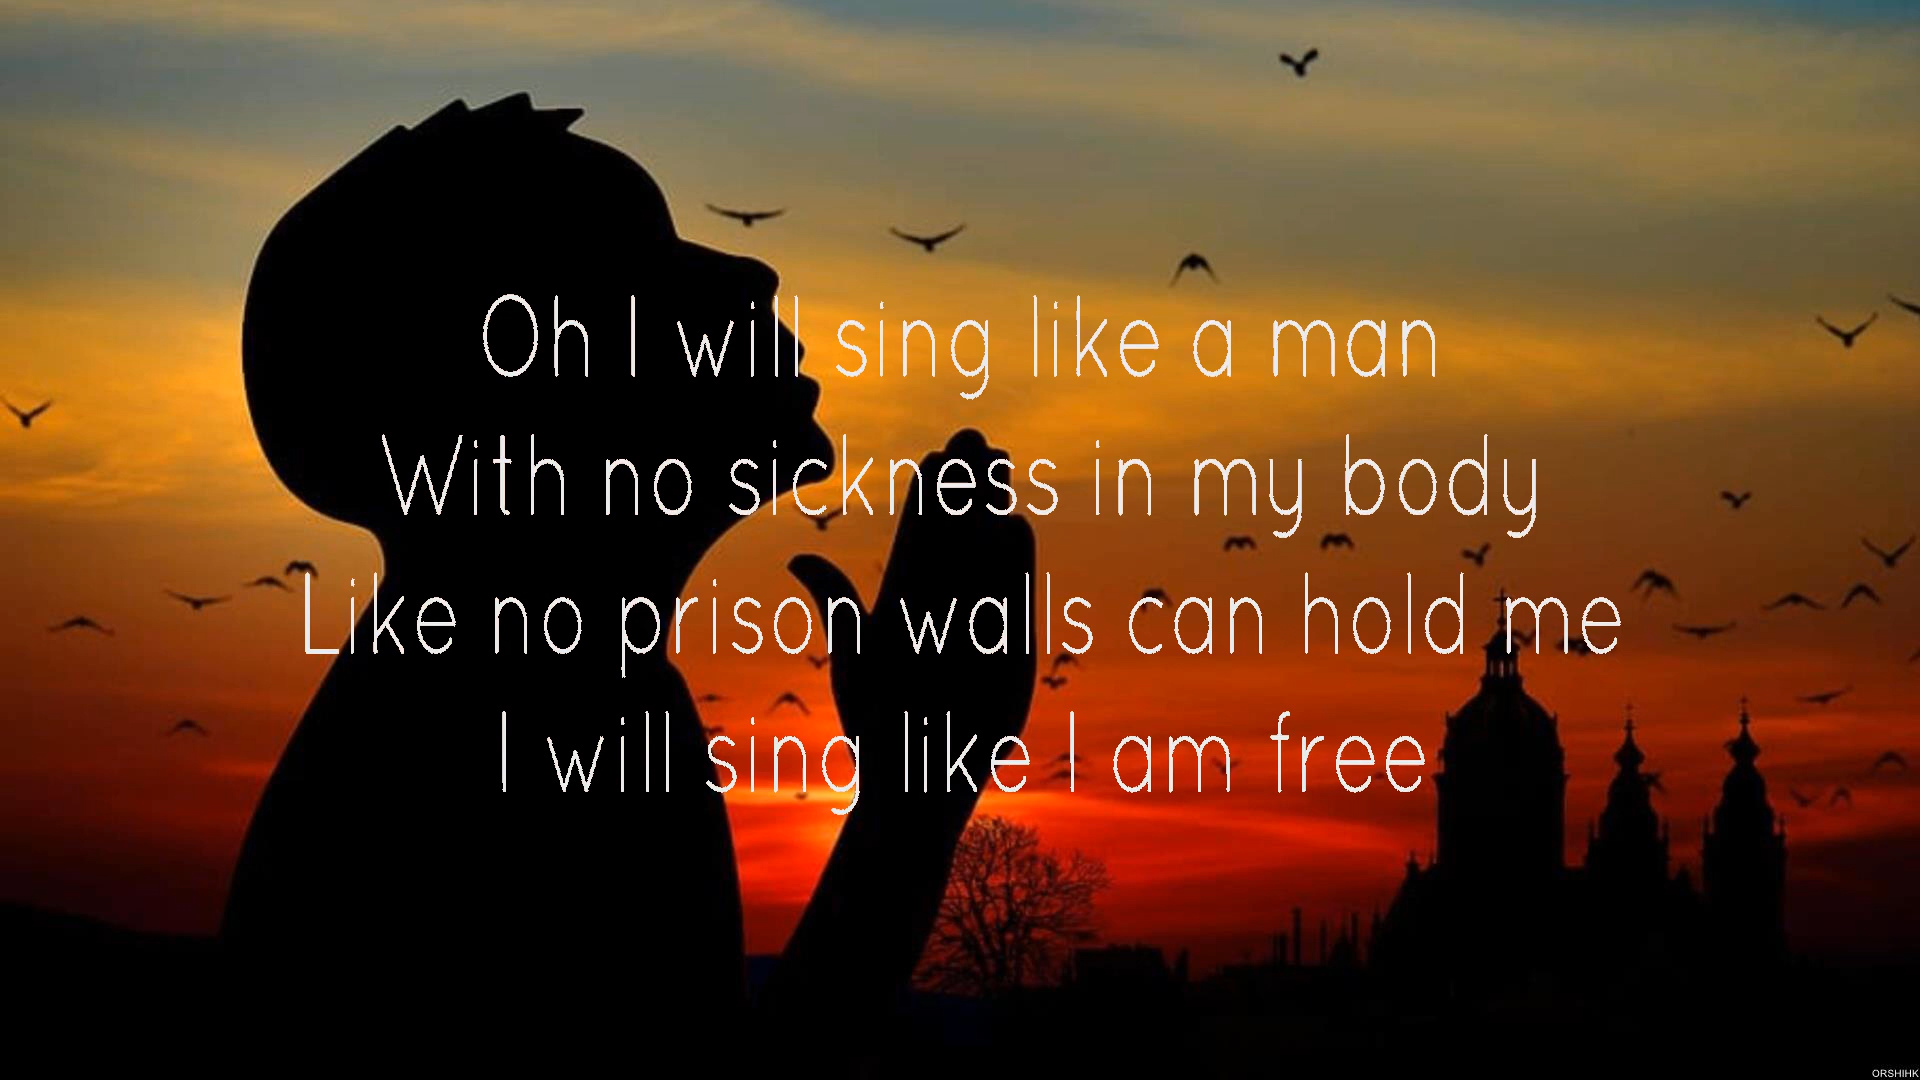 Oh I will sing like a man
With no sickness in my body
Like no prison walls can hold me
I will sing like I am free
ORSHIHK